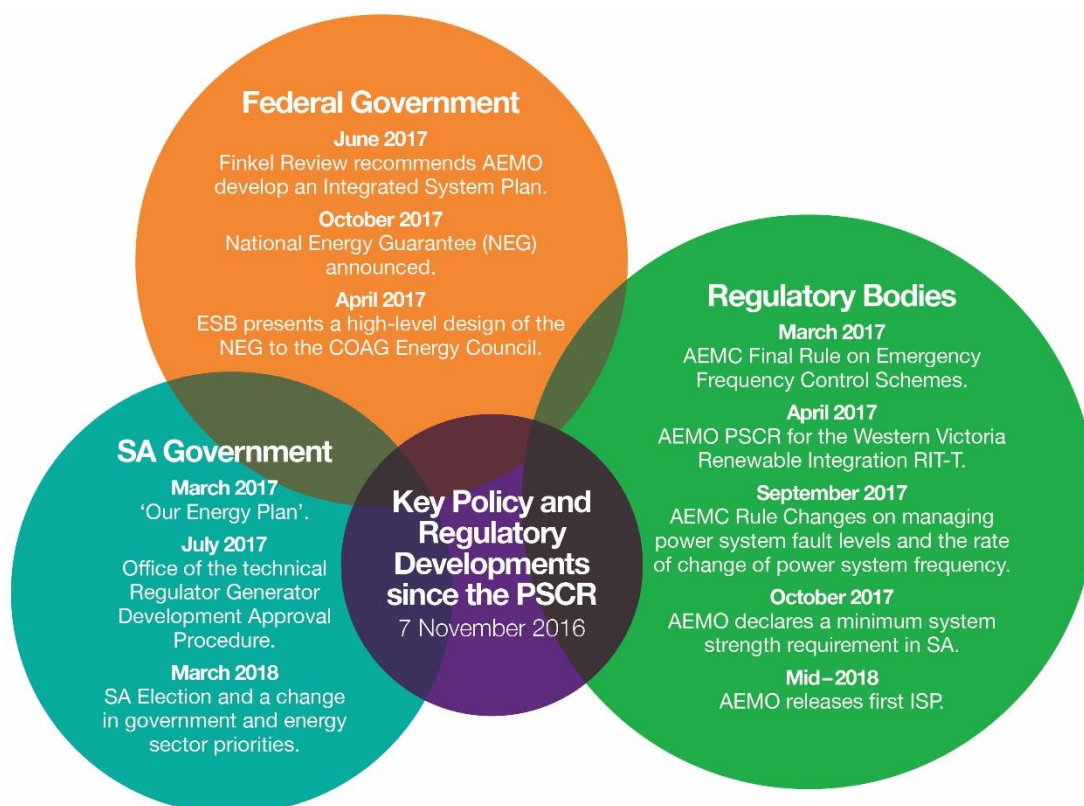 Federal Government
June 2017
Finkel Review recommends AEMO
develop an Integrated System Plan.
October 2017
National Energy Guarantee (NEG)
announced.
April 2017
ESB presents a high-level design of the
NEG to the COAG Energy Council.
Regulatory Bodies
March 2017
AEMC Final Rule on Emergency
Frequency Control Schemes.
April 2017
AEMO PSCR for the Western Victoria
Renewable Integration RIT-T.
September 2017
AEMC Rule Changes on managing
power system fault levels and the rate
of change of power system frequency.
October 2017
AEMO declares a minimum system
strength requirement in SA.
Mid–2018
AEMO releases first ISP.
SA Government
March 2017
‘Our Energy Plan’.
July 2017
Office of the technical
Regulator Generator
Development Approval
Procedure.
March 2018
SA Election and a change
in government and energy
sector priorities.
Key Policy and
Regulatory
Developments
since the PSCR
7 November 2016